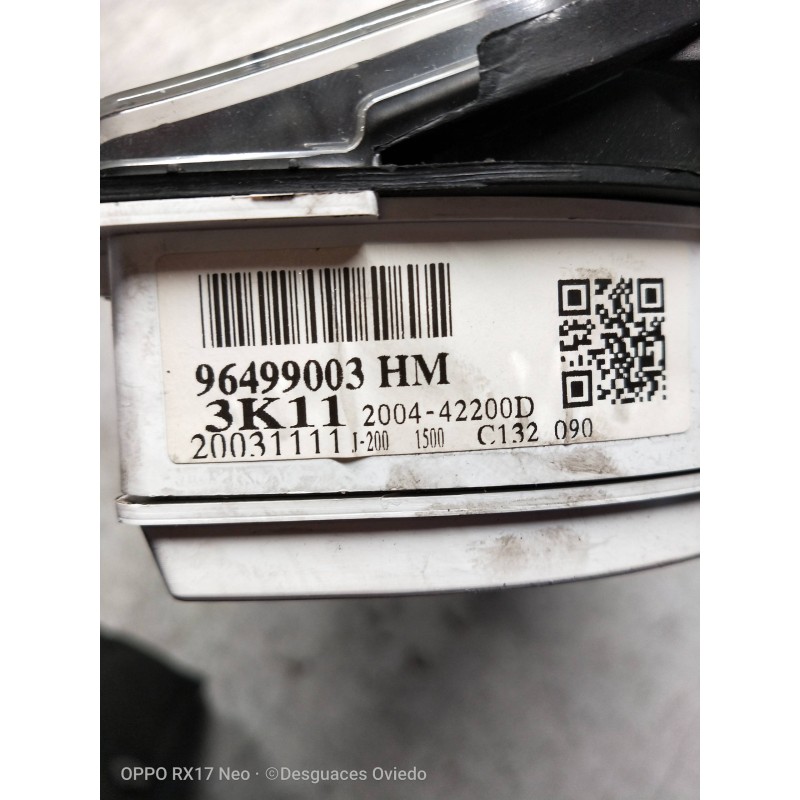 96499003 HM
3K11 2004-42200D
20031111 J-200 1500 C132 090
OPPO RX17 Neo · ©Desguaces Oviedo